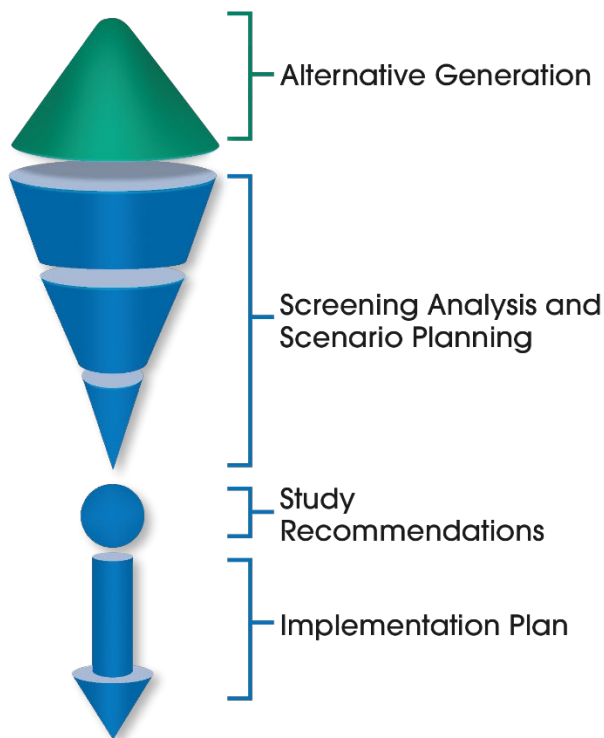 Alternative Generation
Screening Analysis and
Scenario Planning
Study
Recommendations
Implementation Plan